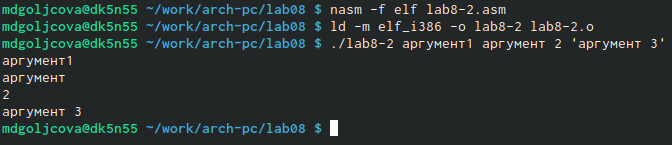 mdgoljcova@dk5n55 ~/work/arch-pc/lab08 $ nasm -f elf lab8-2.asm
mdgoljcova@dk5n55 ~/work/arch-pc/lab08 $ ld -m elf_i386 -o lab8-2 lab8-2.o
mdgoljcova@dk5n55 ~/work/arch-pc/lab08 $ ./lab8-2 аргумент1 аргумент 2 'аргумент 3'
аргумент1
аргумент
2
аргумент 3
mdgoljcova@dk5n55 ~/work/arch-pc/lab08 $